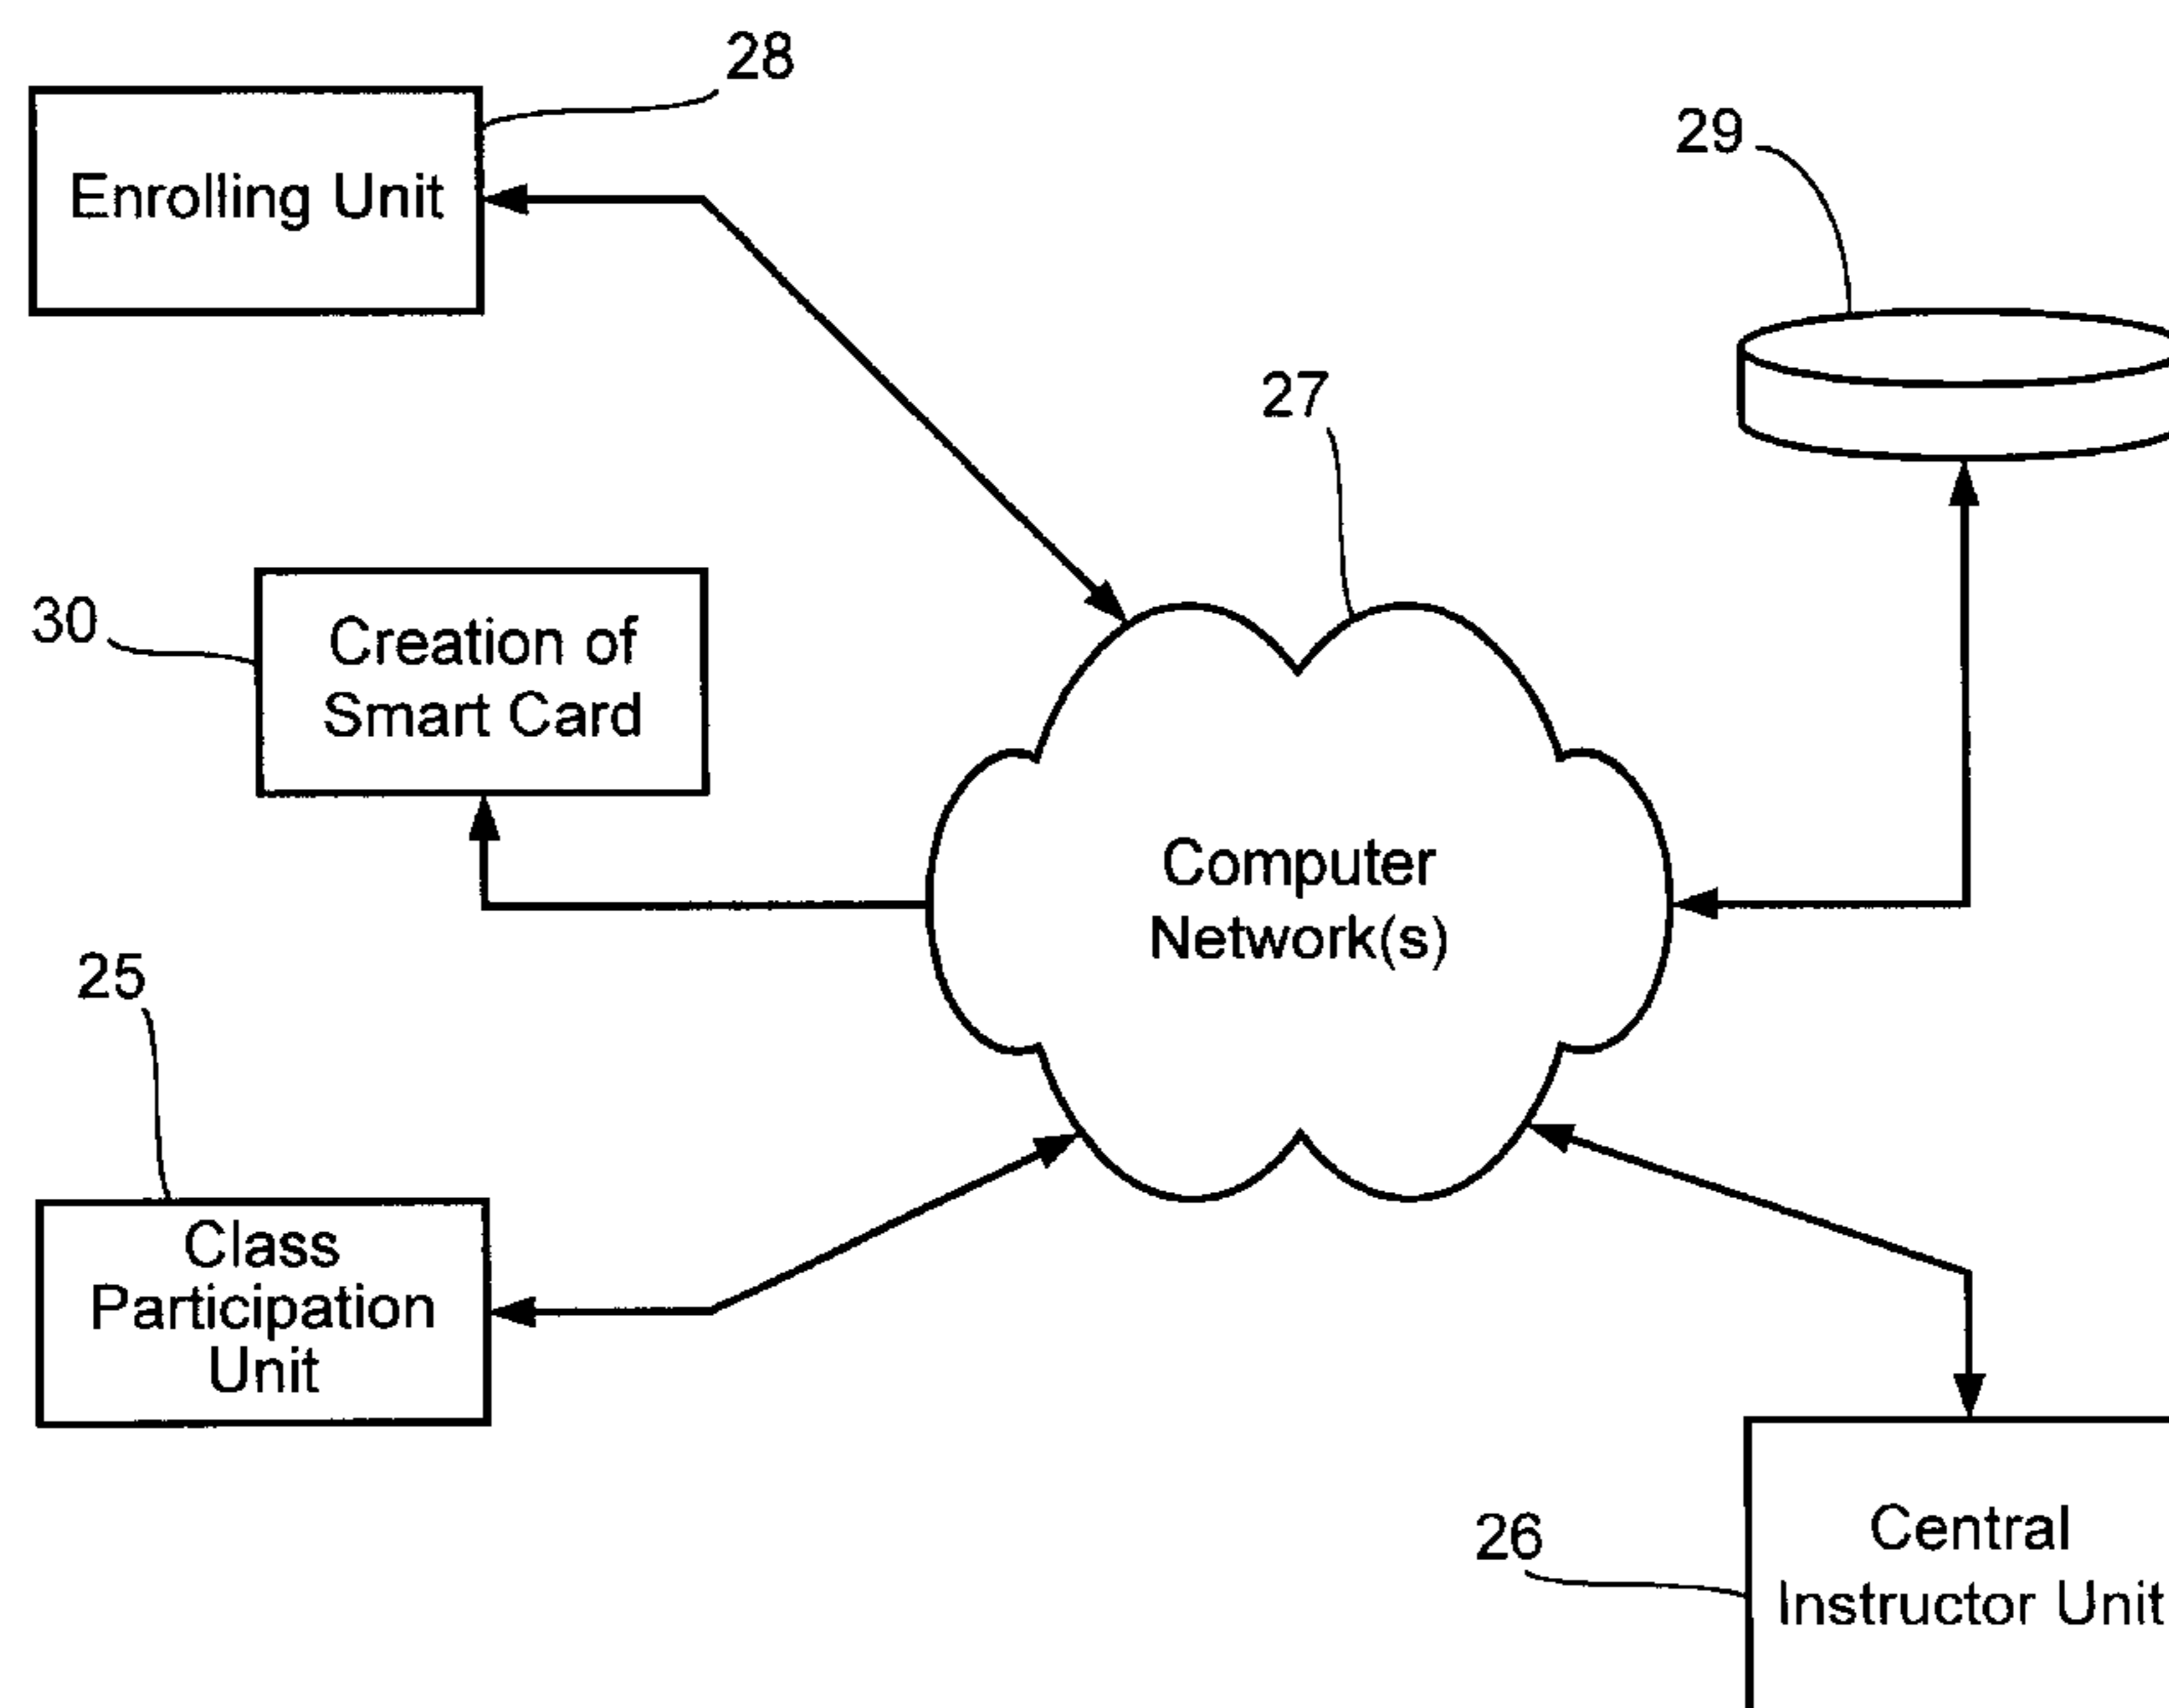 28
Enrolling Unit
29
27
30
Creation of
Smart Card
Computer
Network(s)
25
Class
Participation
Unit
26
Central
Instructor Unit